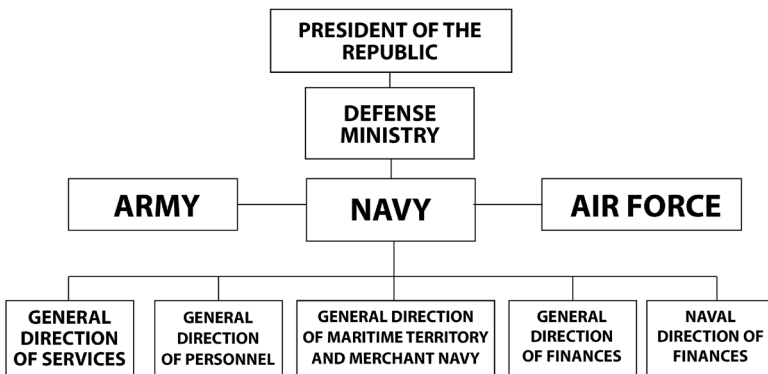 PRESIDENT OF THE
REPUBLIC
DEFENSE
MINISTRY
ARMY
NAVY
AIR FORCE
GENERAL
DIRECTION
OF SERVICES
GENERAL
DIRECTION
OF PERSONNEL
GENERAL DIRECTION
OF MARITIME TERRITORY
AND MERCHANT NAVY
GENERAL
DIRECTION
OF FINANCES
NAVAL
DIRECTION OF
FINANCES